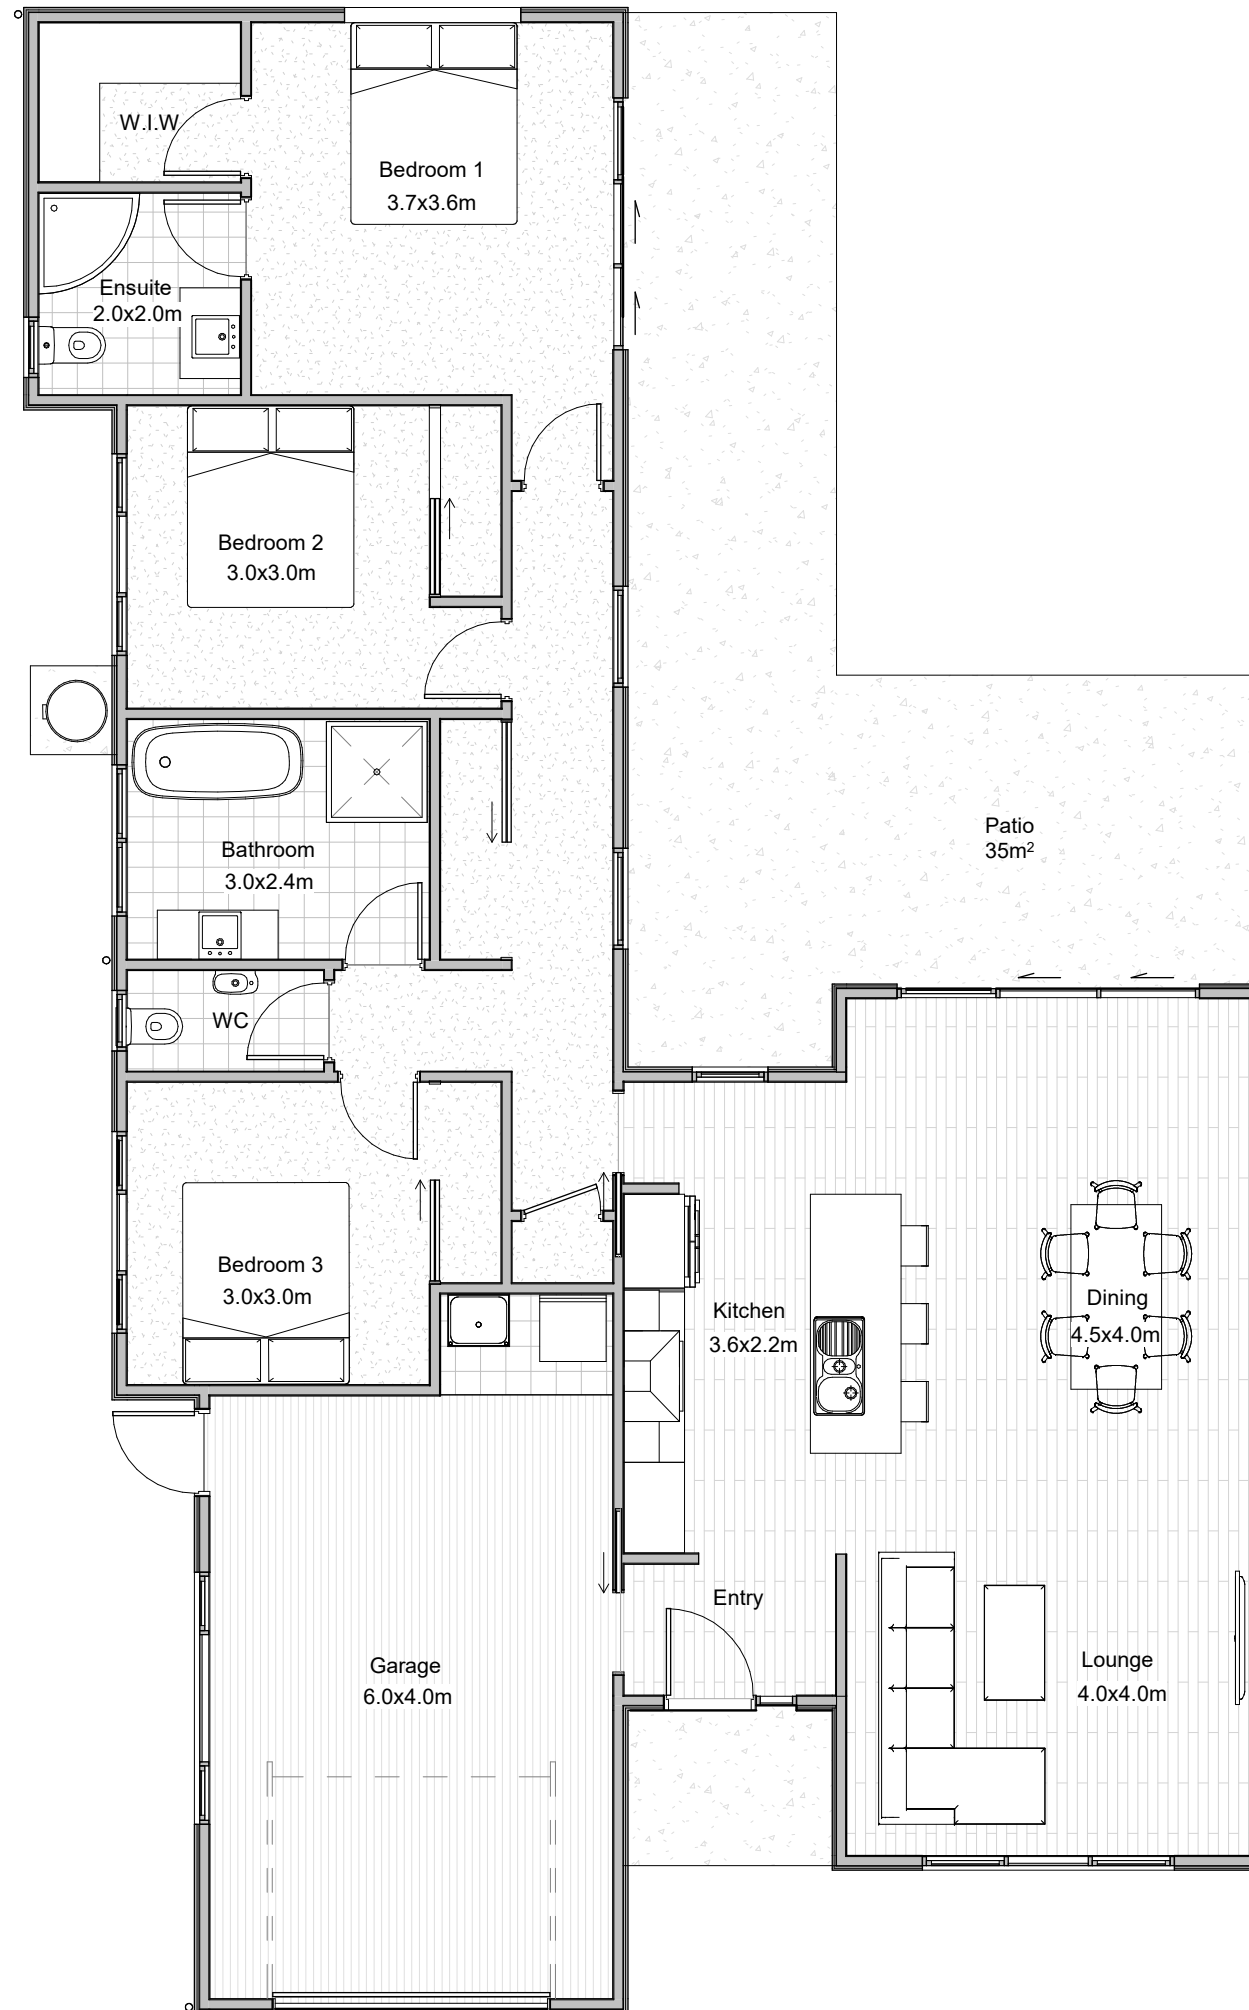 W.I.W
Bedroom 1
3.7x3.6m
Ensuite
2.0x2.0m
Bedroom 2
3.0x3.0m
Patio
35m²
Bathroom
3.0x2.4m
WC
Bedroom 3
3.0x3.0m
Kitchen
3.6x2.2m
Dining
4.5x4.0m
Entry
Garage
6.0x4.0m
Lounge
4.0x4.0m